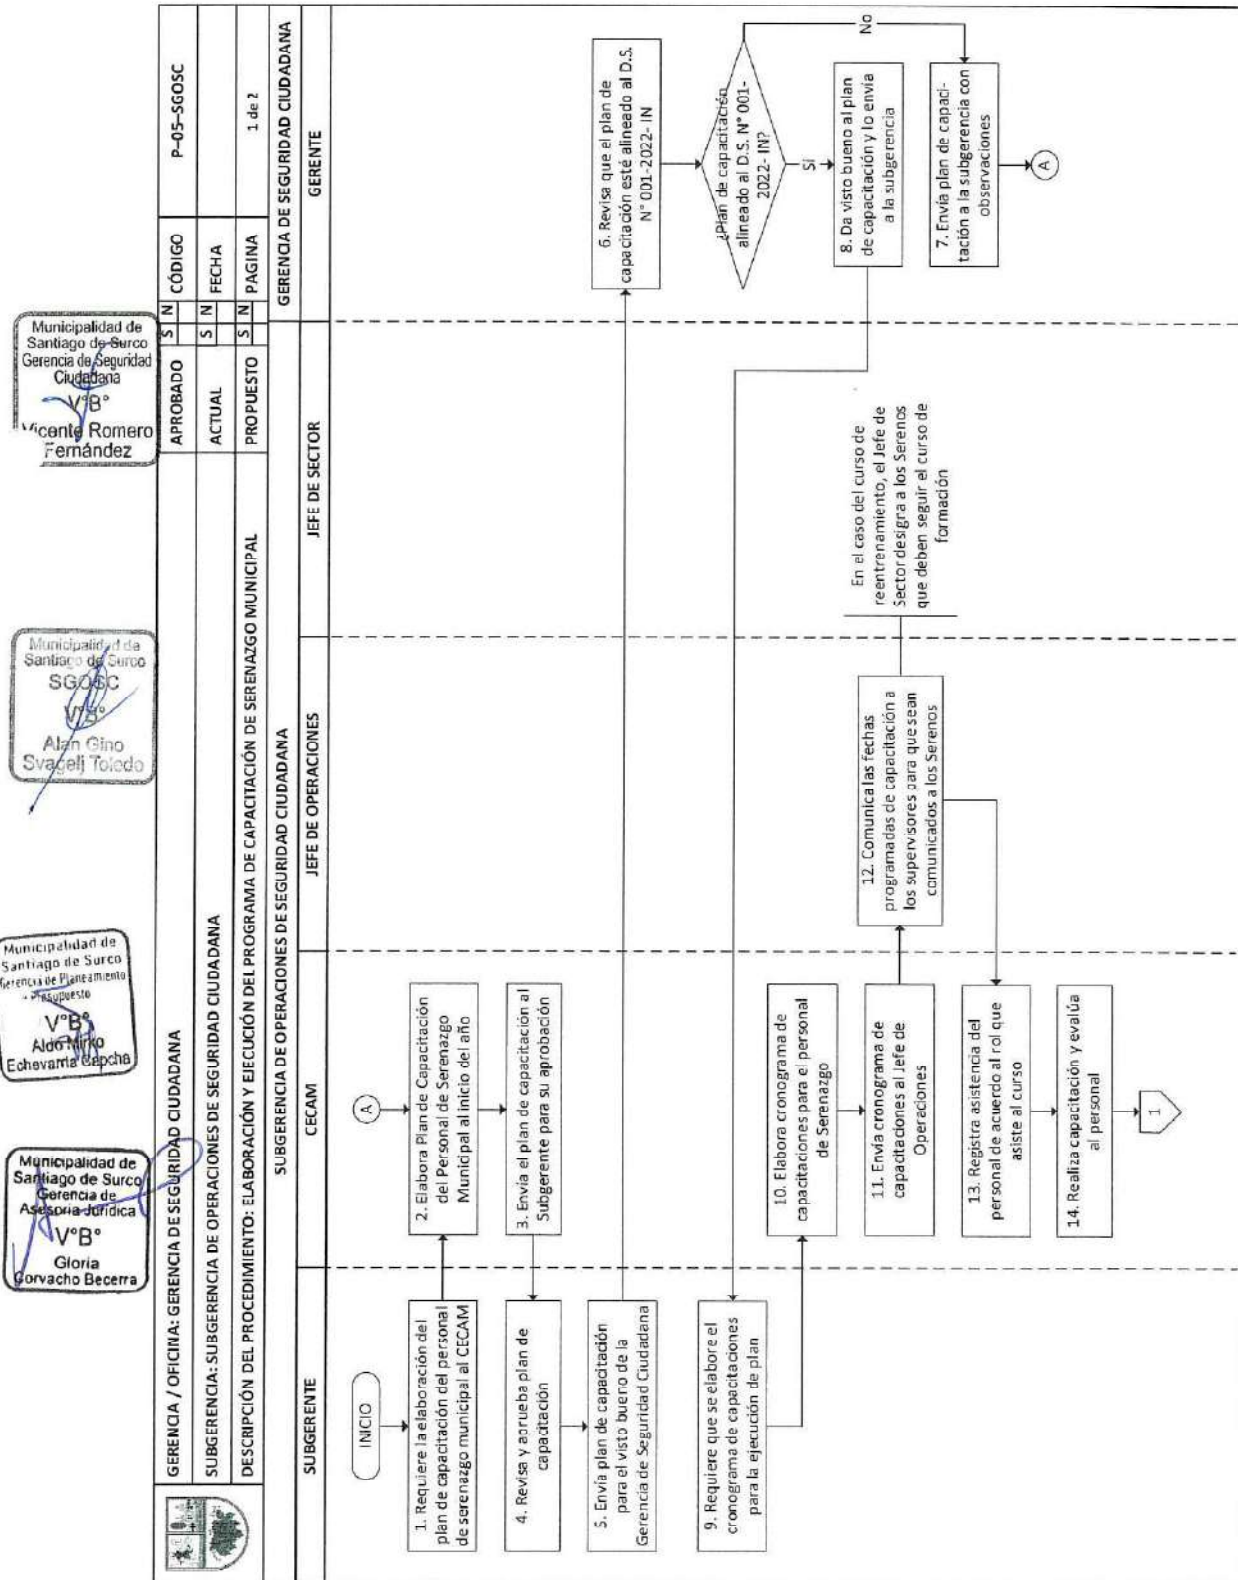 Municipalidad de
Santiago de Surco
Gerencia de
Asesoría Jurídica
V°B°
Gloria
Corvacho Becerra
Municipalidad de
Santiago de Surco
Gerencia de Planeamiento
Presupuesto
V°B°
Aldo Mirko
Echevarria Capcha
Municipalidad de
Santiago de Surco
SGOSC
V°B°
Alan Gino
Svagelj Toledo
Municipalidad de
Santiago de Surco
Gerencia de Seguridad
Ciudadana
V°B°
Vicente Romero
Fernández
GERENCIA / OFICINA: GERENCIA DE SEGURIDAD CIUDADANA
APROBADO
S N
CÓDIGO
P-05-SGOSC
SUBGERENCIA: SUBGERENCIA DE OPERACIONES DE SEGURIDAD CIUDADANA
ACTUAL
S N
FECHA
DESCRIPCIÓN DEL PROCEDIMIENTO: ELABORACIÓN Y EJECUCIÓN DEL PROGRAMA DE CAPACITACIÓN DE SERENAZGO MUNICIPAL
PROPUESTO
S N
PAGINA
1 de 2
SUBGERENCIA DE OPERACIONES DE SEGURIDAD CIUDADANA
GERENCIA DE SEGURIDAD CIUDADANA
SUBGERENTE
CECAM
JEFE DE OPERACIONES
JEFE DE SECTOR
GERENTE
INICIO
1. Requiere la elaboración del
plan de capacitación del personal
de serenazgo municipal al CECAM
A
2. Elabora Plan de Capacitación
del Personal de Serenazgo
Municipal al inicio del año
3. Envía el plan de capacitación al
Subgerente para su aprobación
4. Revisa y aprueba plan de
capacitación
5. Envía plan de capacitación
para el visto bueno de la
Gerencia de Seguridad Ciudadana
6. Revisa que el plan de
capacitación esté alineado al D.S.
N° 001-2022- IN
¿Plan de capacitación
alineado al D.S. N° 001-
2022- IN?
No
Sí
8. Da visto bueno al plan
de capacitación y lo envía
a la subgerencia
7. Envía plan de capaci-
tación a la subgerencia con
observaciones
A
9. Requiere que se elabore el
cronograma de capacitaciones
para la ejecución de plan
10. Elabora cronograma de
capacitaciones para el personal
de Serenazgo
11. Envía cronograma de
capacitaciones al Jefe de
Operaciones
12. Comunica las fechas
programadas de capacitación a
los supervisores para que sean
comunicados a los Serenos
En el caso del curso de
reentrenamiento, el Jefe de
Sector designa a los Serenos
que deben seguir el curso de
formación
13. Registra asistencia del
personal de acuerdo al rol que
asiste al curso
14. Realiza capacitación y evalúa
al personal
1